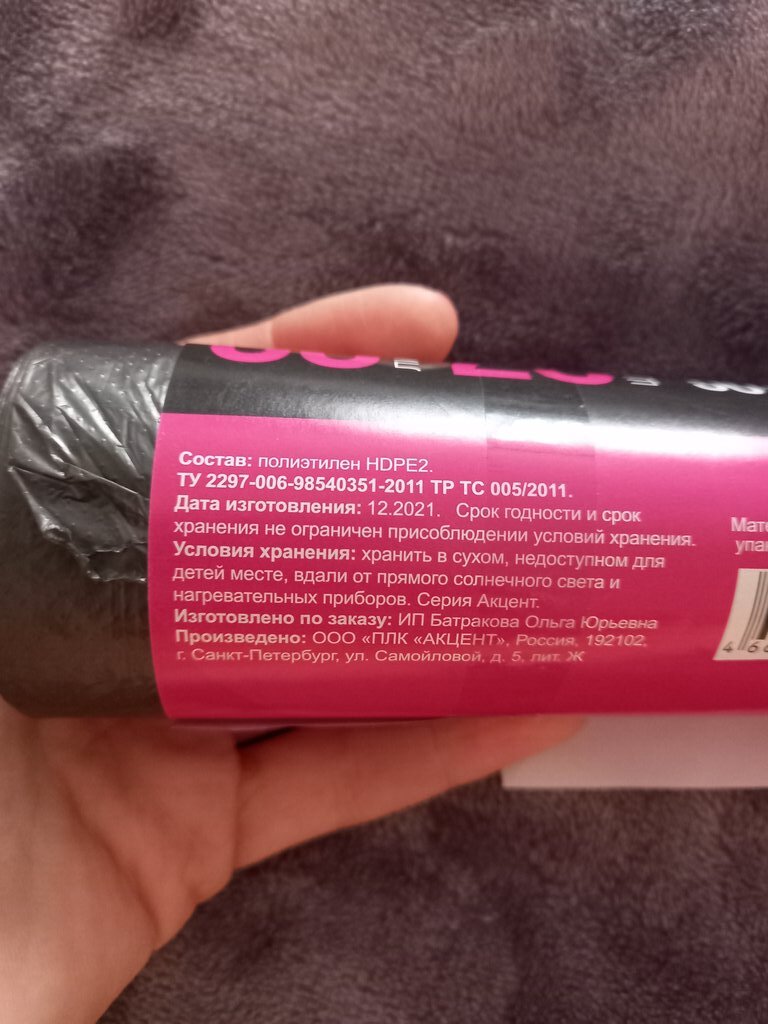 Состав: полиэтилен HDPE2.
ТУ 2297-006-98540351-2011 ТР ТС 005/2011.
Дата изготовления: 12.2021. Срок годности и срок
хранения не ограничен присоблюдении условий хранения.
Условия хранения: хранить в сухом, недоступном для
детей месте, вдали от прямого солнечного света и
нагревательных приборов. Серия Акцент.
Изготовлено по заказу: ИП Батракова Ольга Юрьевна
Произведено: ООО «ПЛК «АКЦЕНТ», Россия, 192102,
г. Санкт-Петербург, ул. Самойловой, д. 5, лит. Ж